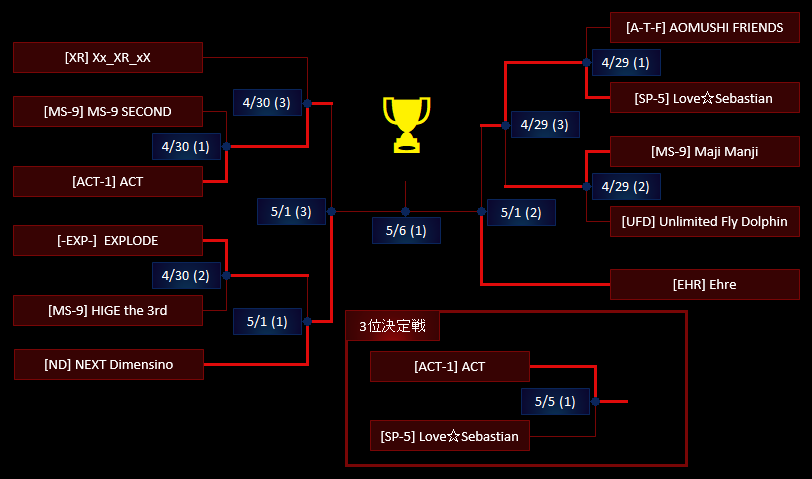 [XR] Xx_XR_xX
4/30 (3)
[MS-9] MS-9 SECOND
4/30 (1)
[ACT-1] ACT
5/1 (3)
[-EXP-] EXPLODE
4/30 (2)
[MS-9] HIGE the 3rd
5/1 (1)
[ND] NEXT Dimensino
5/6 (1)
[A-T-F] AOMUSHI FRIENDS
4/29 (1)
[SP-5] Love☆Sebastian
4/29 (3)
[MS-9] Maji Manji
4/29 (2)
[UFD] Unlimited Fly Dolphin
5/1 (2)
[EHR] Ehre
3位決定戦
[ACT-1] ACT
5/5 (1)
[SP-5] Love☆Sebastian